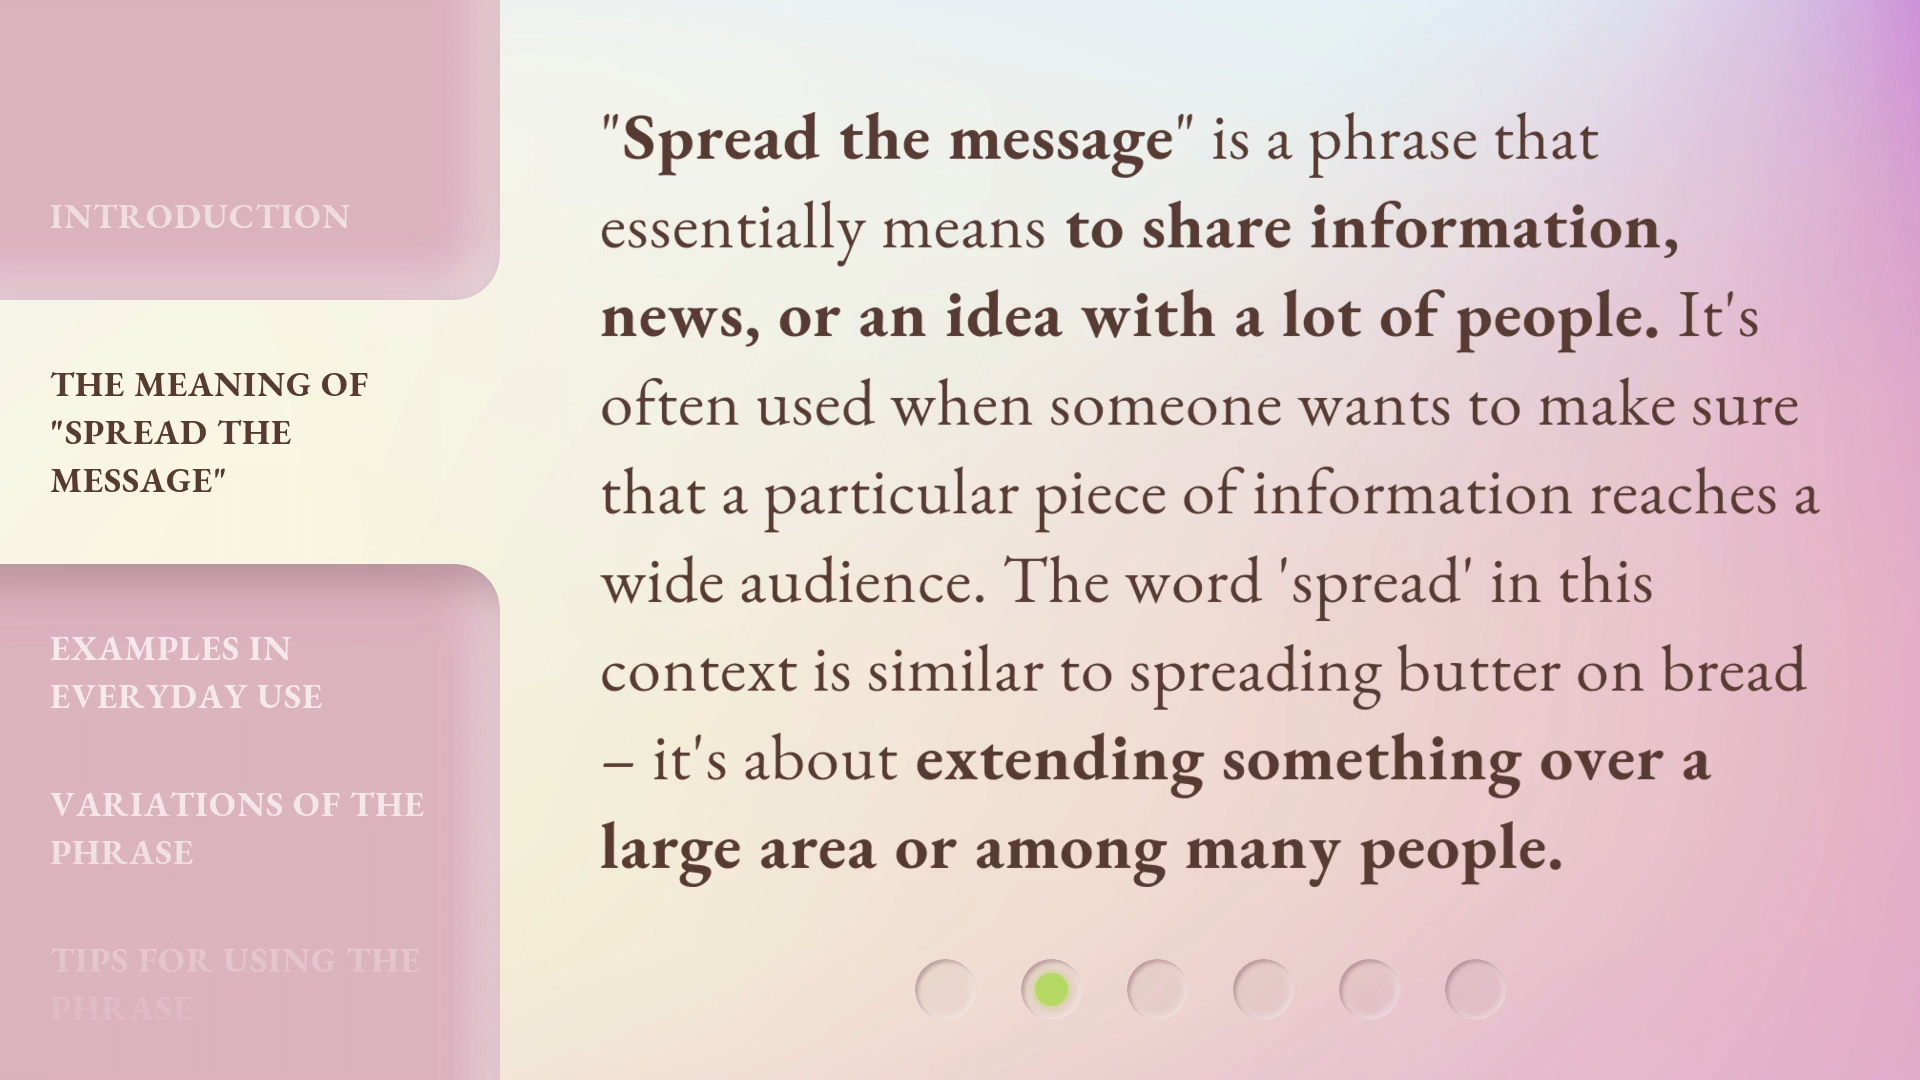 INTRODUCTION
THE MEANING OF
"SPREAD THE
MESSAGE"
EXAMPLES IN
EVERYDAY USE
VARIATIONS OF THE
PHRASE
TIPS FOR USING THE
PHRASE
"Spread the message" is a phrase that
essentially means to share information,
news, or an idea with a lot of people. It's
often used when someone wants to make sure
that a particular piece of information reaches a
wide audience. The word 'spread' in this
context is similar to spreading butter on bread
– it's about extending something over a
large area or among many people.